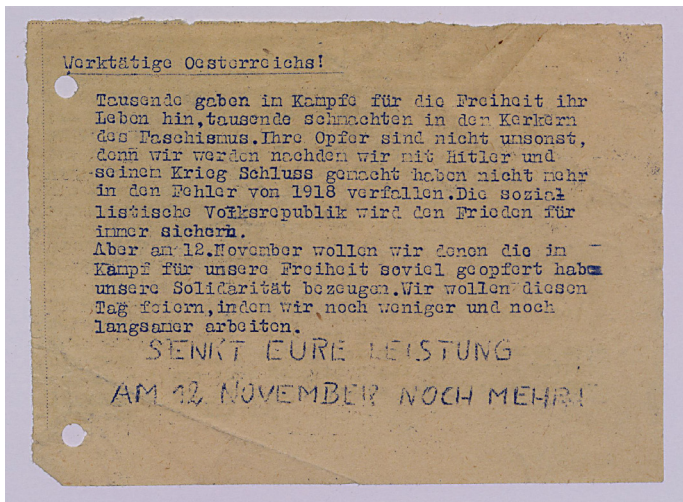 Werktätige Oesterreichs!
Tausende gaben im Kampfe für die Freiheit ihr
Leben hin,tausende schmachten in den Kerkern
des Faschismus.Ihre Opfer sind nicht umsonst,
denn wir werden nachdem wir mit Hitler und
seinem Krieg Schluss gemacht haben nicht mehr
in den Fehler von 1918 verfallen.Die sozial
listische Volksrepublik wird den Frieden für
immer sichern.
Aber am 12.November wollen wir denen die im
Kampf für unsere Freiheit soviel geopfert haben
unsere Solidarität bezeugen.Wir wollen diesen
Tag feiern,indem wir noch weniger und noch
langsamer arbeiten.
SENKT EURE LEISTUNG
AM 12 NOVEMBER NOCH MEHR!